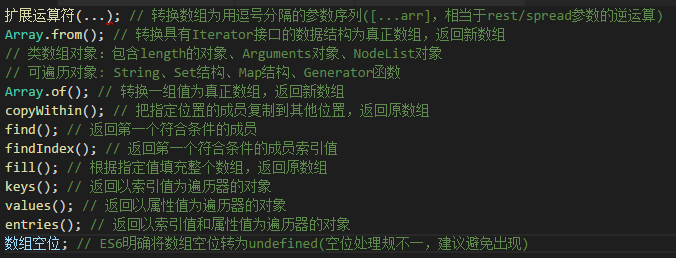 扩展运算符(...); // 转换数组为用逗号分隔的参数序列([...arr]，相当于rest/spread参数的逆运算)
Array.from(); // 转换具有Iterator接口的数据结构为真正数组，返回新数组
// 类数组对象：包含length的对象、Arguments对象、NodeList对象
// 可遍历对象：String、Set结构、Map结构、Generator函数
Array.of(); // 转换一组值为真正数组，返回新数组
copyWithin(); // 把指定位置的成员复制到其他位置，返回原数组
find(); // 返回第一个符合条件的成员
findIndex(); // 返回第一个符合条件的成员索引值
fill(); // 根据指定值填充整个数组，返回原数组
keys(); // 返回以索引值为遍历器的对象
values(); // 返回以属性值为遍历器的对象
entries(); // 返回以索引值和属性值为遍历器的对象
数组空位; // ES6明确将数组空位转为undefined(空位处理规不一，建议避免出现)